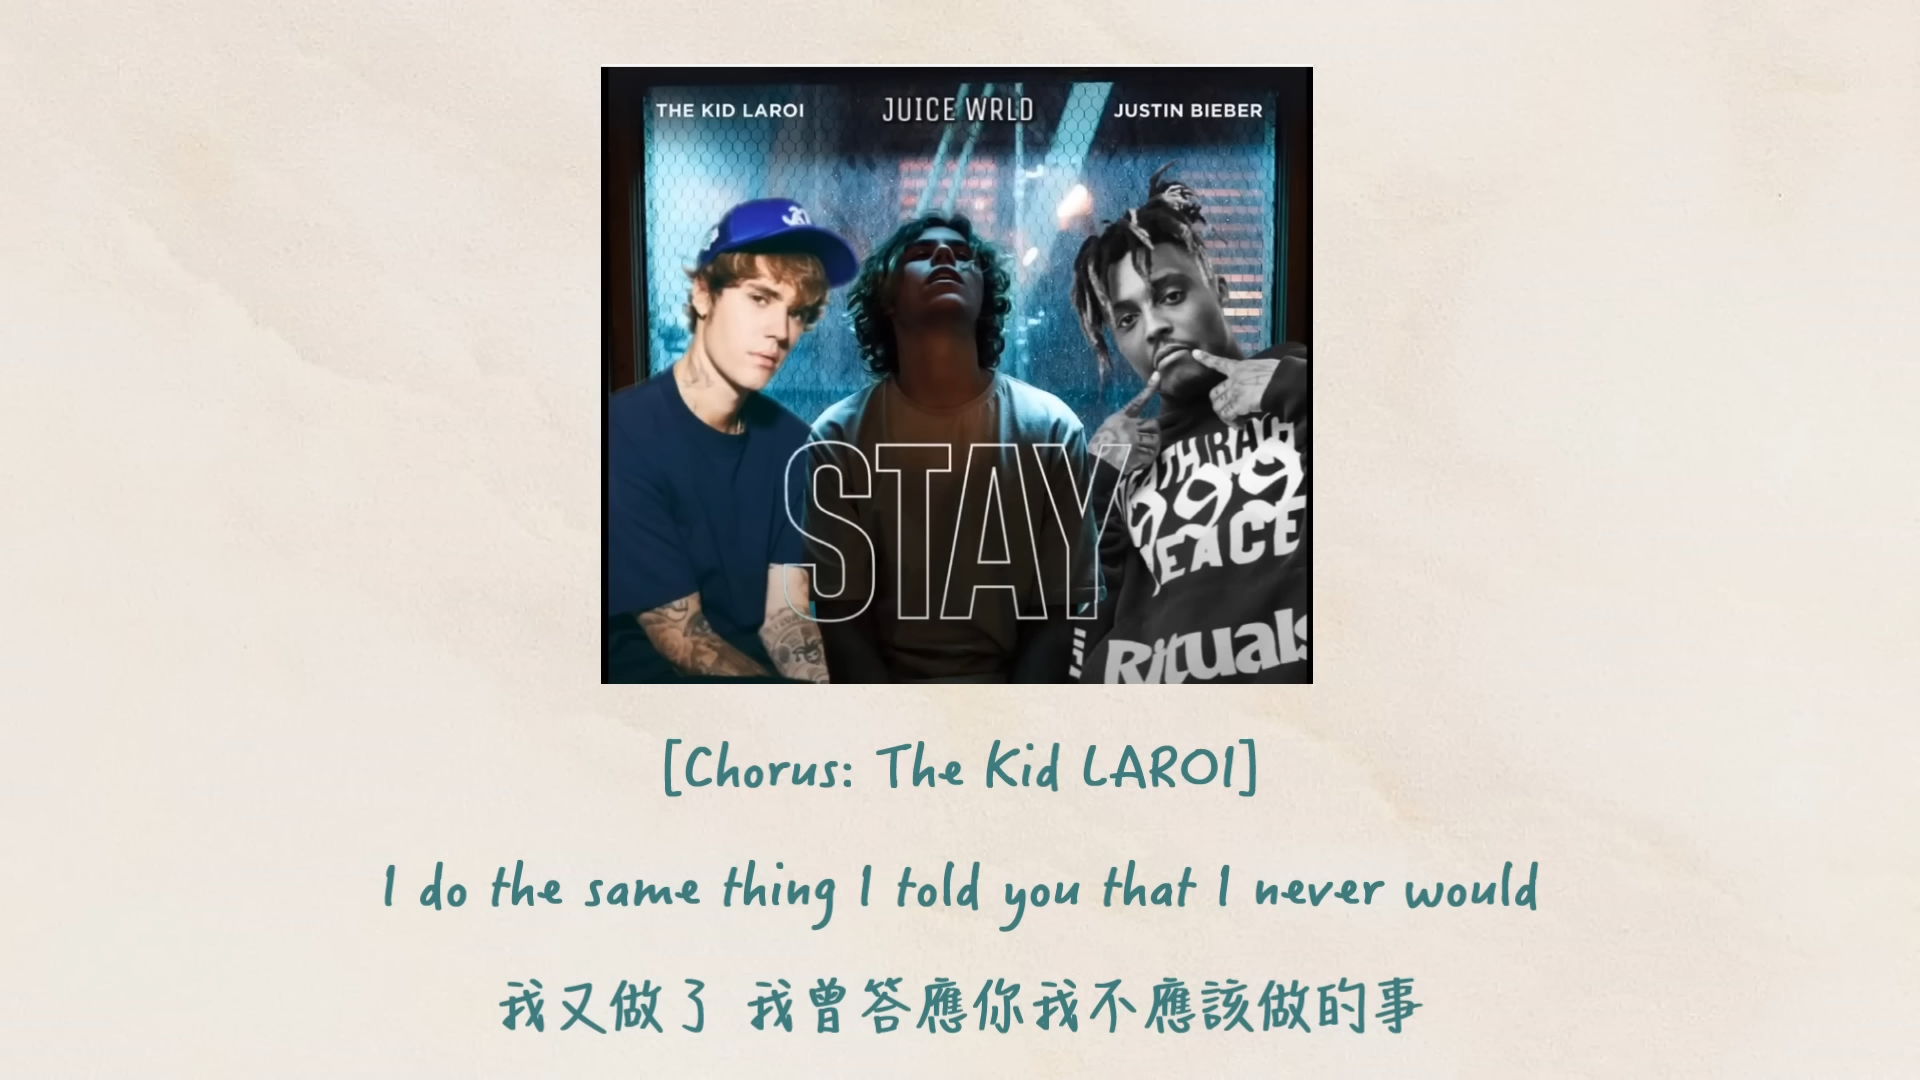 THE KID LAROI
JUICE WRLD
JUSTIN BIEBER
STAY
999
PEACE
Rituals
[Chorus: The Kid LAROI]
I do the same thing I told you that I never would
我又做了 我曾答應你我不應該做的事